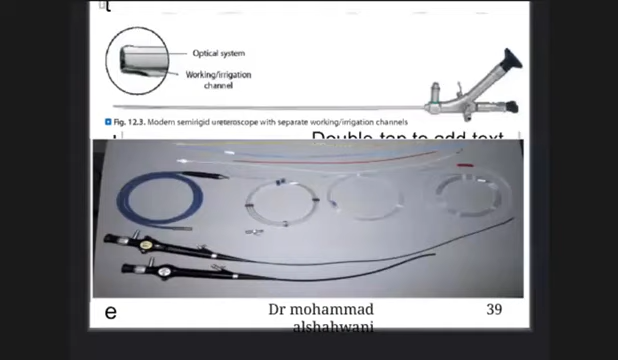 Optical system
Working/irrigation
channel
Fig. 12.3. Modern semirigid ureteroscope with separate working/irrigation channels
Double-tap to add text
e
Dr mohammad
alshahwani
39